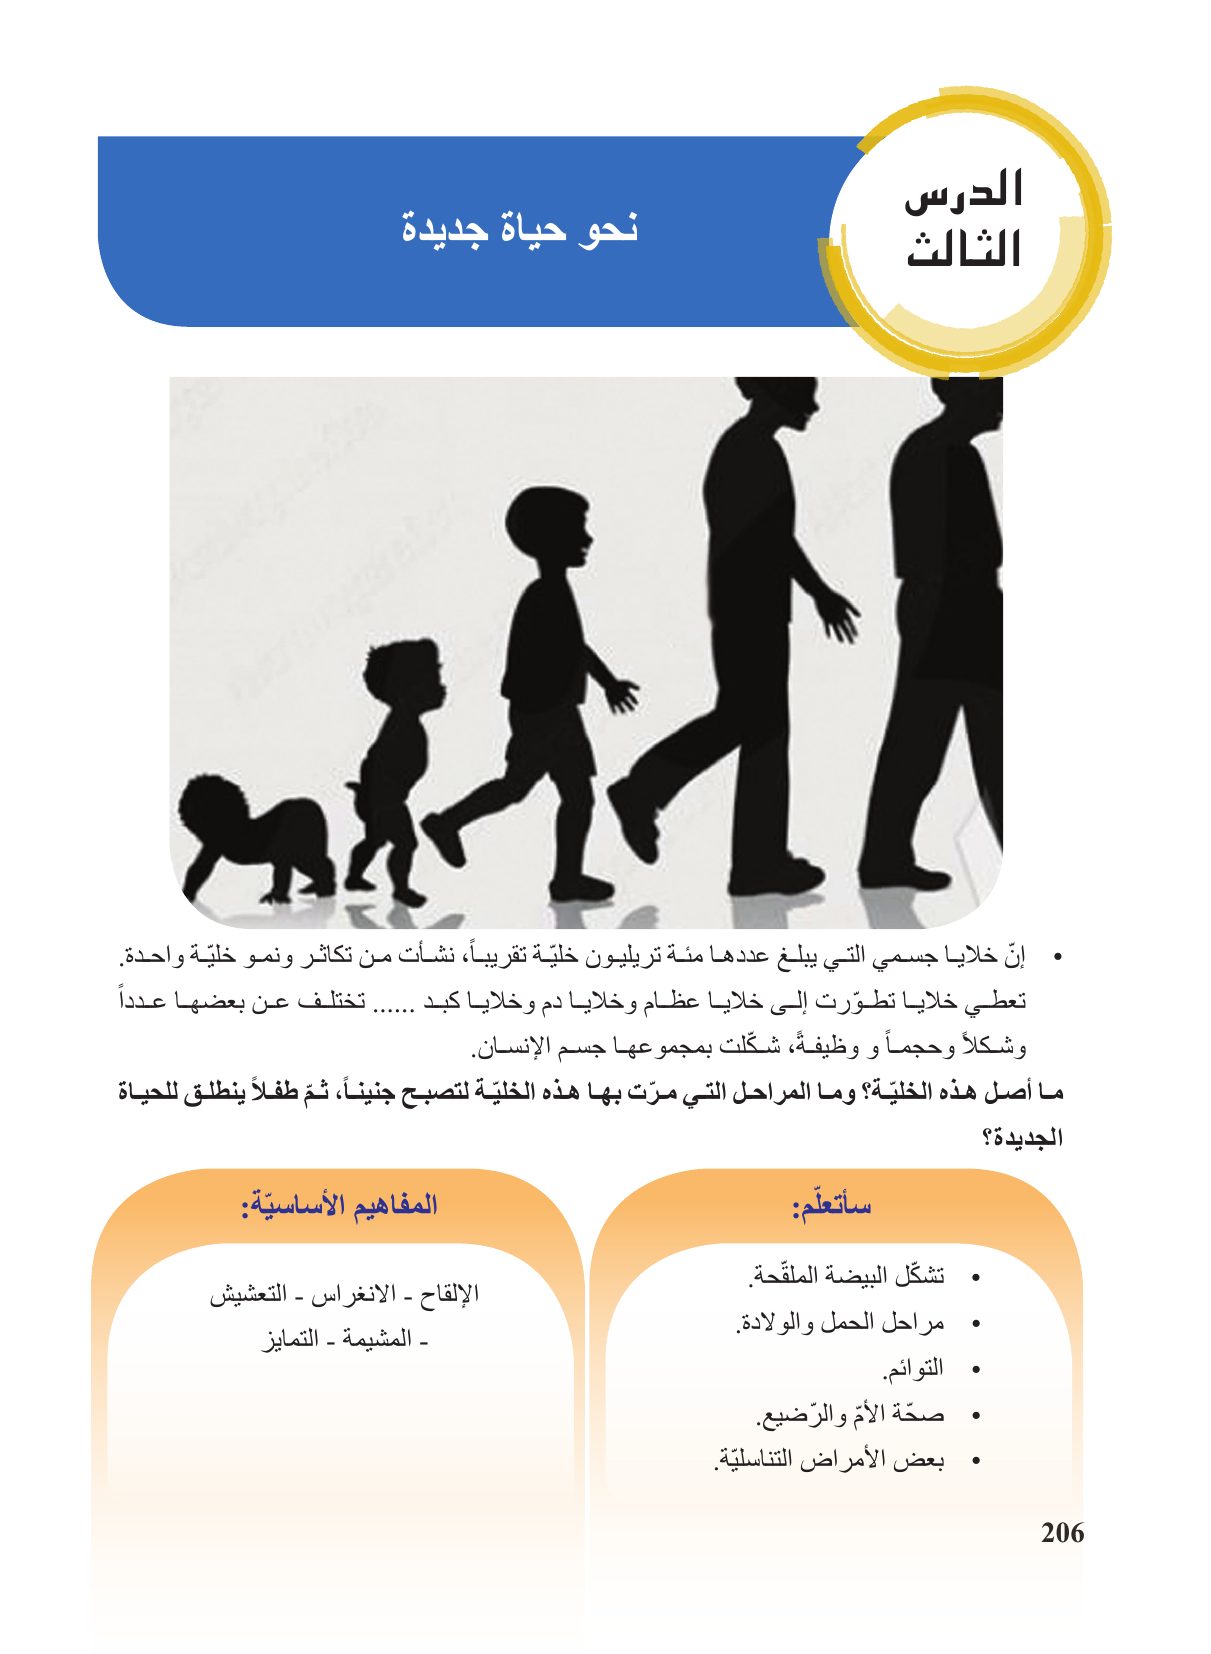 الدرس
الثالث
نحو حياة جديدة
• إنّ خلايا جسمي التي يبلغ عددها مئة تريليون خليّة تقريباً، نشأت من تكاثر ونمو خليّة واحدة.
تعطي خلايا تطوّرت إلى خلايا عظام وخلايا دم وخلايا كبد ...... تختلف عن بعضها عدداً
وشكلاً وحجماً و وظيفةً، شكّلت بمجموعها جسم الإنسان.
ما أصل هذه الخليّة؟ وما المراحل التي مرّت بها هذه الخليّة لتصبح جنيناً، ثمّ طفلاً ينطلق للحياة
الجديدة؟
سأتعلّم:
• تشكّل البيضة الملقّحة.
• مراحل الحمل والولادة.
• التوائم.
• صحّة الأمّ والرّضيع.
• بعض الأمراض التناسليّة.
المفاهيم الأساسيّة:
الإلقاح - الانغراس - التعشيش
- المشيمة - التمايز
206